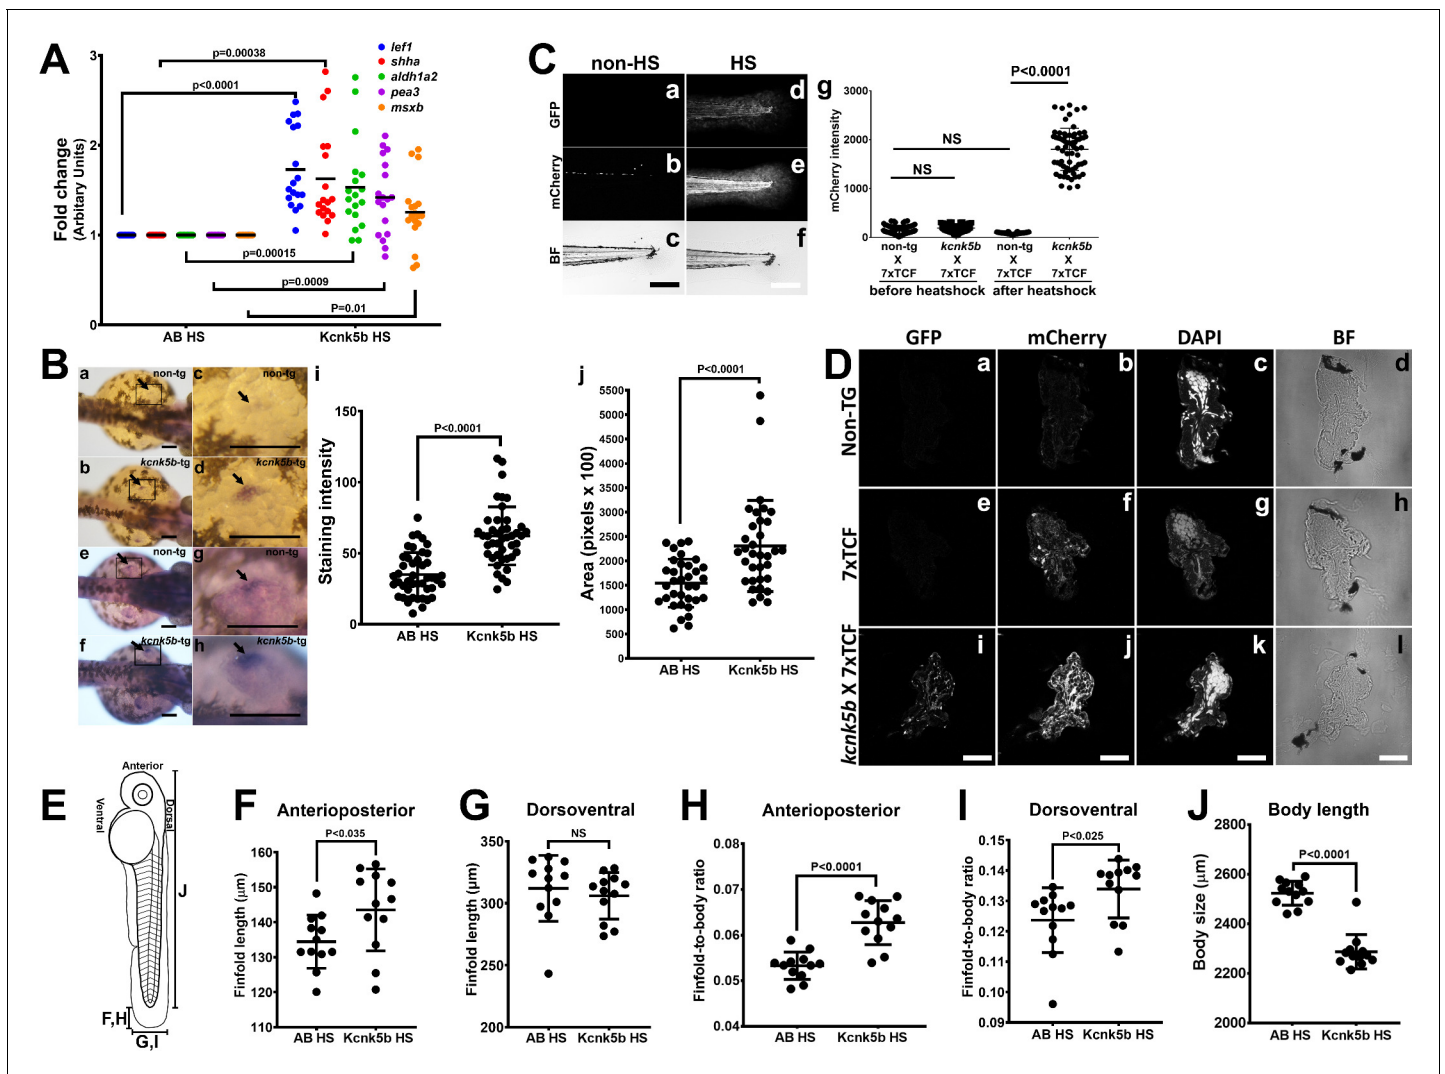 A
3
2
1
0
Fold change
(Arbitary Units)
p=0.00038
p<0.0001
lef1
shha
aldh1a2
pea3
msxb
p=0.00015
p=0.0009
P=0.01
AB HS
Kcnk5b HS
C
non-HS
HS
GFP
mCherry
BF
a
d
b
e
c
f
g
P<0.0001
NS
NS
mCherry intensity
3000
2000
1000
0
non-tg
kcnk5b
non-tg
kcnk5b
X
X
X
X
7xTCF
7xTCF
7xTCF
7xTCF
before heatshock
after heatshock
B
a
non-tg
c
non-tg
b
kcnk5b-tg
d
kcnk5b-tg
e
non-tg
g
non-tg
f
kcnk5b-tg
h
kcnk5b-tg
i
150
100
50
0
Staining intensity
P<0.0001
AB HS
Kcnk5b HS
j
5500
5000
4500
4000
3500
3000
2500
2000
1500
1000
500
0
Area (pixels x 100)
P<0.0001
AB HS
Kcnk5b HS
D
GFP
mCherry
DAPI
BF
Non-TG
7xTCF
kcnk5b X 7xTCF
a
b
c
d
e
f
g
h
i
j
k
l
E
Anterior
Ventral
Dorsal
J
F,H
G,I
F
Anterioposterior
P<0.035
160
150
140
130
120
110
Finfold length (μm)
AB HS
Kcnk5b HS
G
Dorsoventral
NS
350
300
250
200
Finfold length (μm)
AB HS
Kcnk5b HS
H
Anterioposterior
P<0.0001
0.08
0.07
0.06
0.05
0.04
Finfold-to-body ratio
AB HS
Kcnk5b HS
I
Dorsoventral
P<0.025
0.15
0.14
0.13
0.12
0.11
0.10
0.09
Finfold-to-body ratio
AB HS
Kcnk5b HS
J
Body length
P<0.0001
2800
2600
2400
2200
2000
Body size (μm)
AB HS
Kcnk5b HS